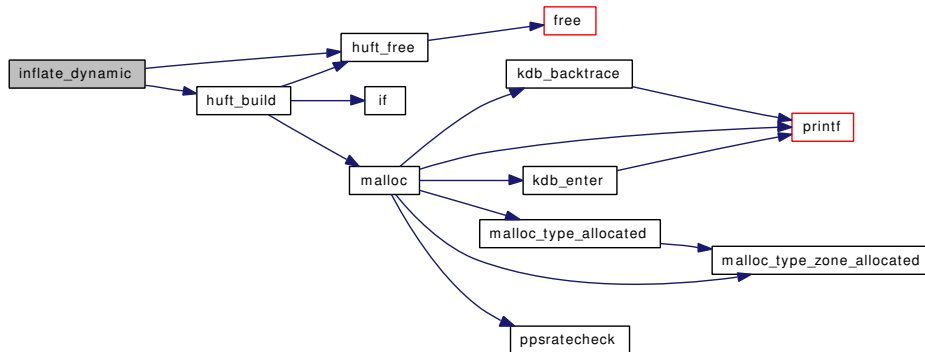 free
huft_free
inflate_dynamic
kdb_backtrace
huft_build
if
printf
malloc
kdb_enter
malloc_type_allocated
malloc_type_zone_allocated
ppsratecheck